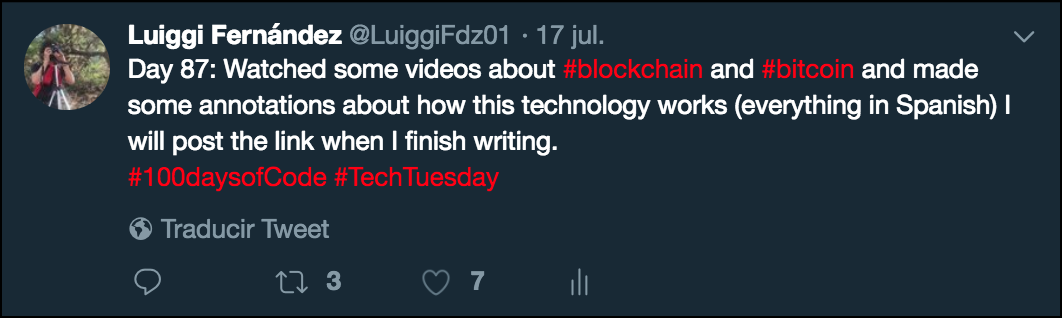 Luiggi Fernández @LuiggiFdz01 · 17 jul.
Day 87: Watched some videos about #blockchain and #bitcoin and made
some annotations about how this technology works (everything in Spanish) I
will post the link when I finish writing.
#100daysofCode #TechTuesday
Traducir Tweet
3 7